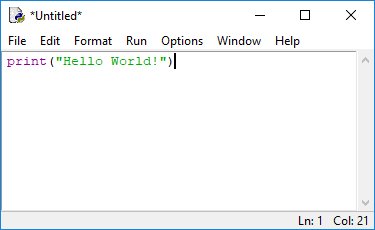 *Untitled*
File Edit Format Run Options Window Help
print("Hello World!")
Ln: 1 Col: 21